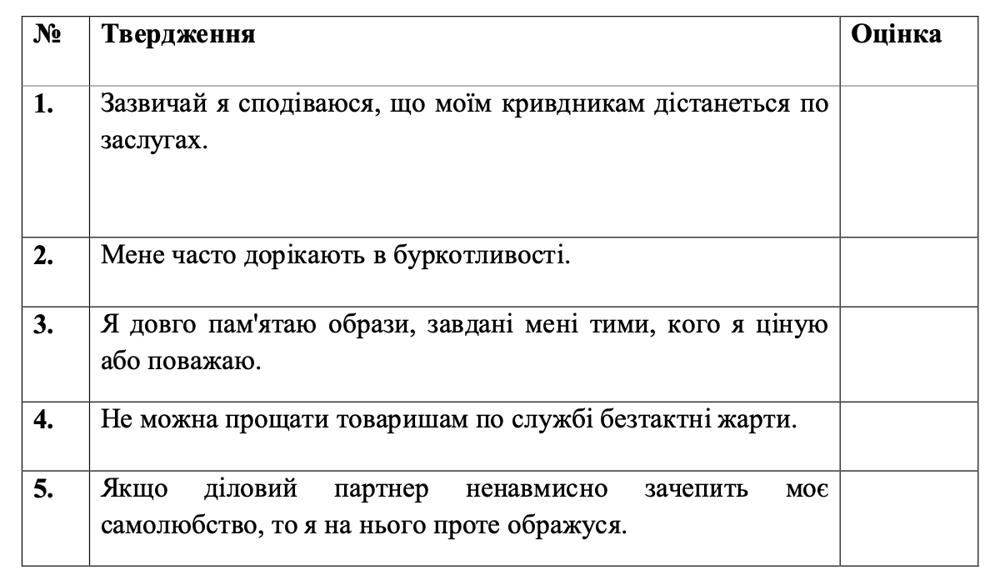 № Твердження Оцінка
1. Зазвичай я сподіваюся, що моїм кривдникам дістанеться по
заслугах.
2. Мене часто дорікають в буркотливості.
3. Я довго пам'ятаю образи, завдані мені тими, кого я ціную
або поважаю.
4. Не можна прощати товаришам по службі безтактні жарти.
5. Якщо діловий партнер ненавмисно зачепить моє
самолюбство, то я на нього проте ображуся.